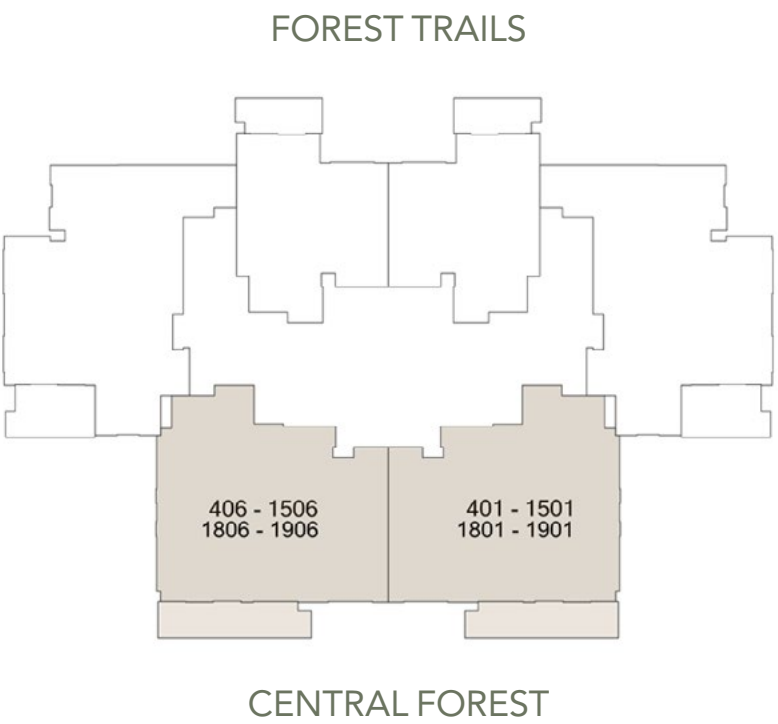 FOREST TRAILS
406 - 1506
1806 - 1906
401 - 1501
1801 - 1901
CENTRAL FOREST